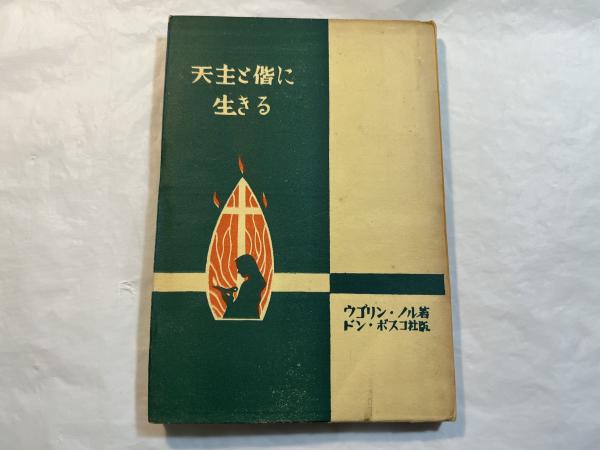 天主と偕に
生きる
ウゴリン・ノル著
ドン・ボスコ社版